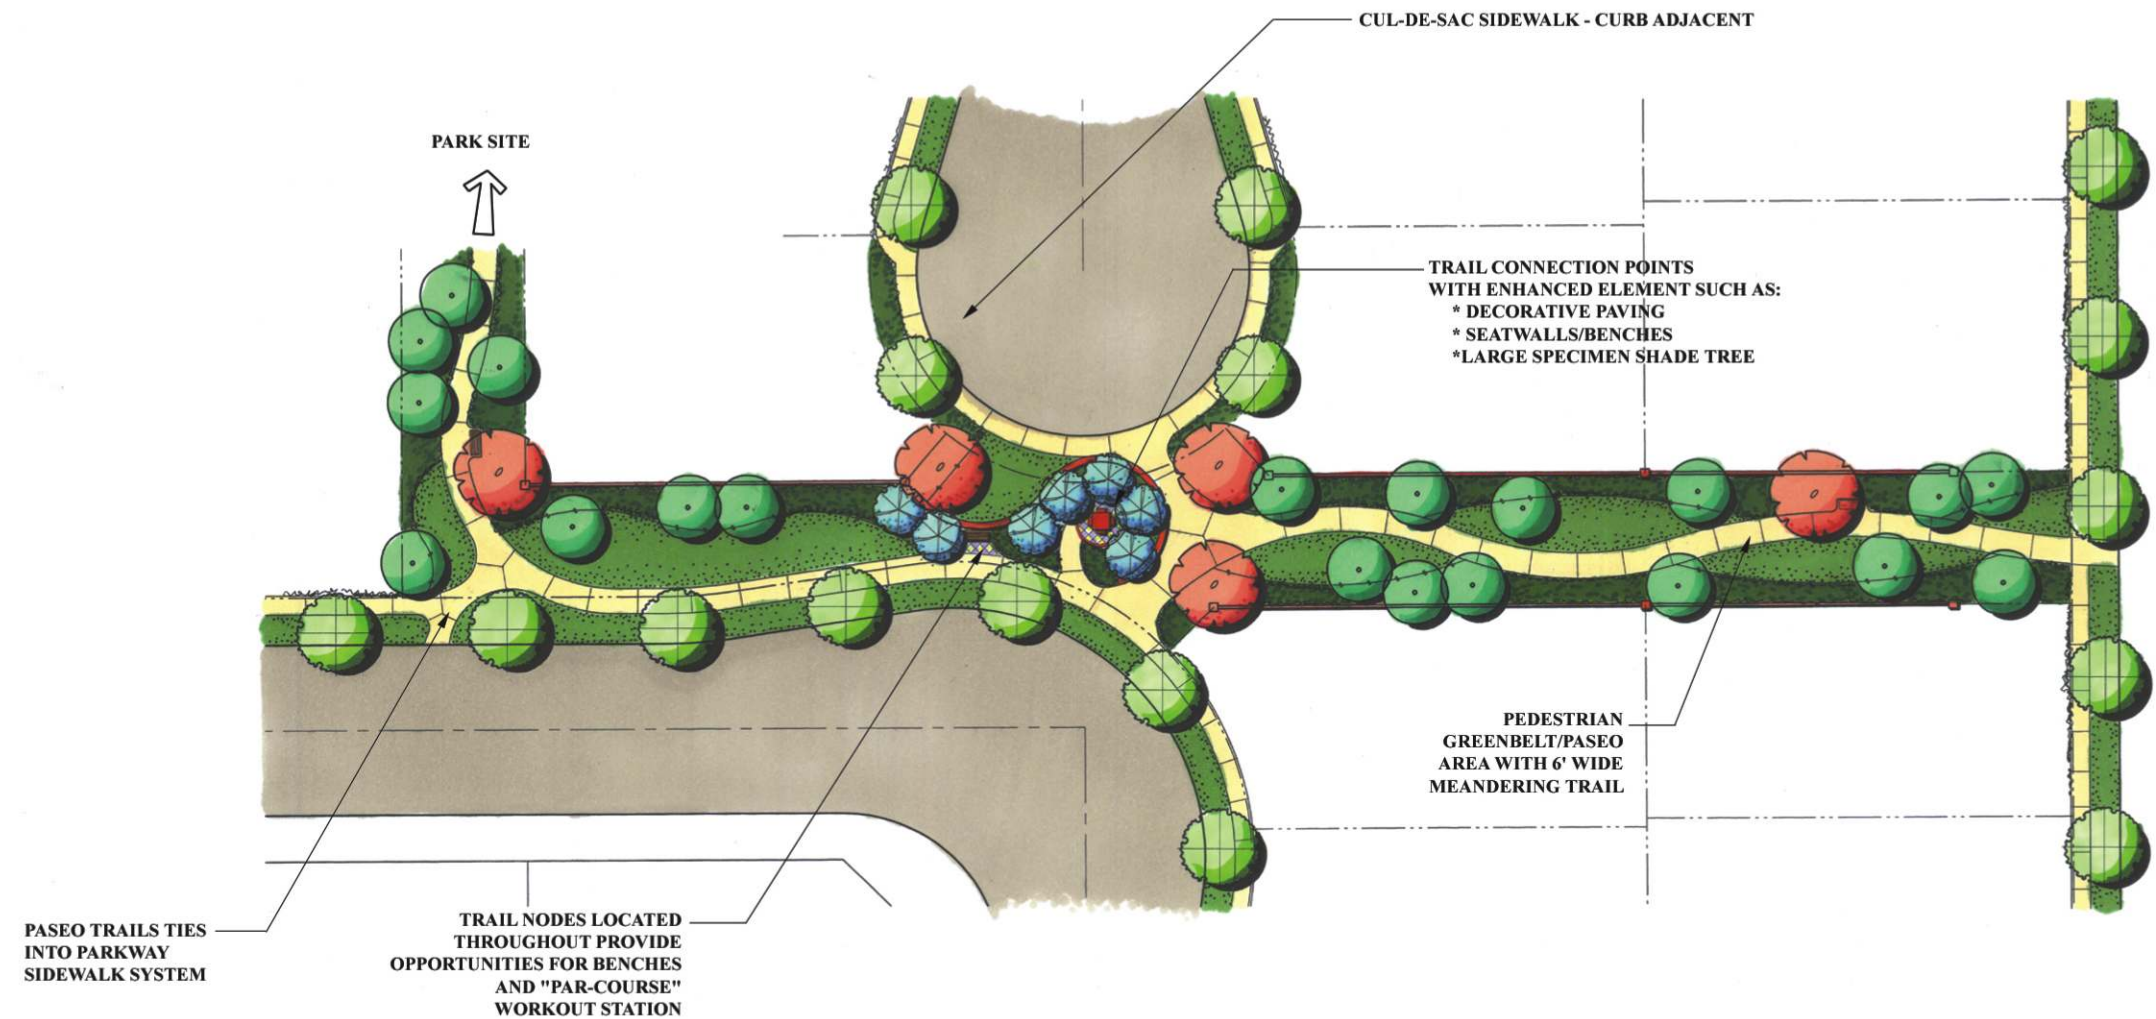 CUL-DE-SAC SIDEWALK - CURB ADJACENT
PARK SITE
TRAIL CONNECTION POINTS
WITH ENHANCED ELEMENT SUCH AS:
* DECORATIVE PAVING
* SEATWALLS/BENCHES
*LARGE SPECIMEN SHADE TREE
PEDESTRIAN
GREENBELT/PASEO
AREA WITH 6' WIDE
MEANDERING TRAIL
PASEO TRAILS TIES
INTO PARKWAY
SIDEWALK SYSTEM
TRAIL NODES LOCATED
THROUGHOUT PROVIDE
OPPORTUNITIES FOR BENCHES
AND "PAR-COURSE"
WORKOUT STATION